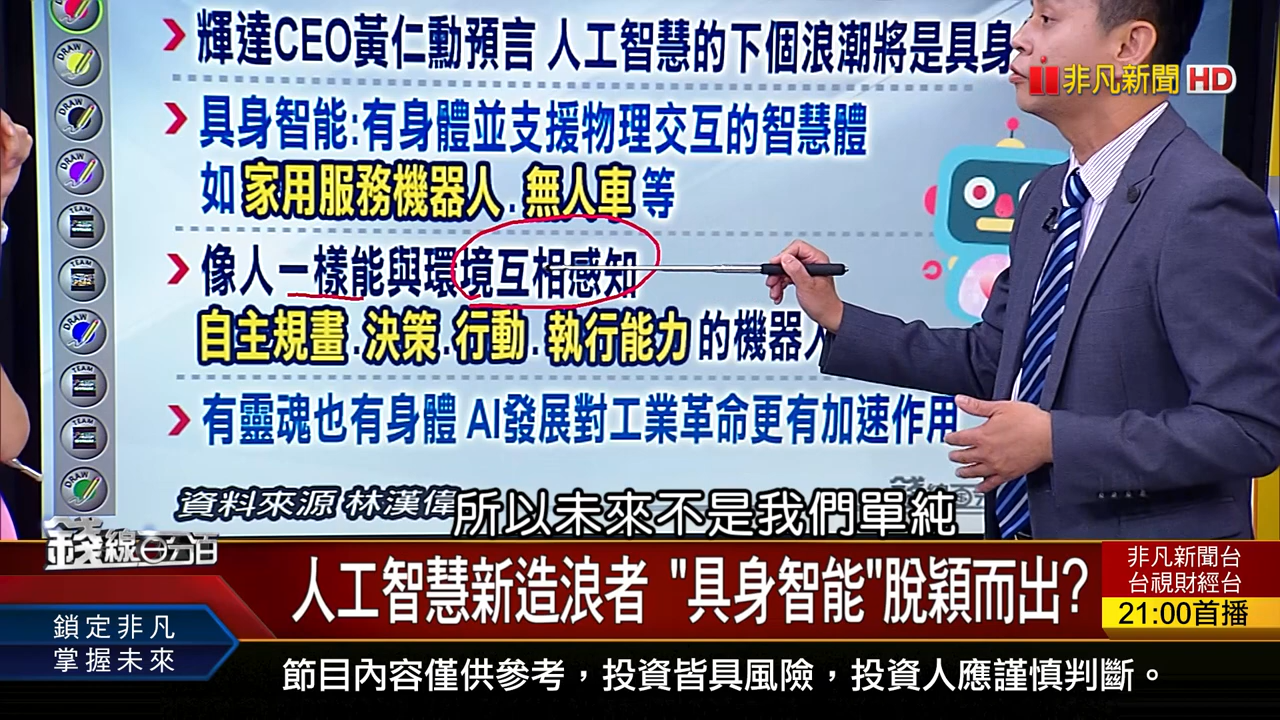 輝達CEO黃仁勳預言 人工智慧的下個浪潮將是具身
非凡新聞 HD
具身智能:有身體並支援物理交互的智慧體
如 家用服務機器人.無人車 等
像人一樣能與環境互相感知
自主規畫.決策.行動.執行能力 的機器人
有靈魂也有身體 AI發展對工業革命更有加速作用
資料來源 林漢偉
所以未來不是我們單純
錢線百分百
人工智慧新造浪者 "具身智能"脫穎而出?
非凡新聞台
台視財經台
21:00首播
鎖定非凡
掌握未來
節目內容僅供參考，投資皆具風險，投資人應謹慎判斷。
DRAW
DRAW
DRAW
DRAW
TEAM
TEAM
DRAW
TEAM
TEAM
DRAW